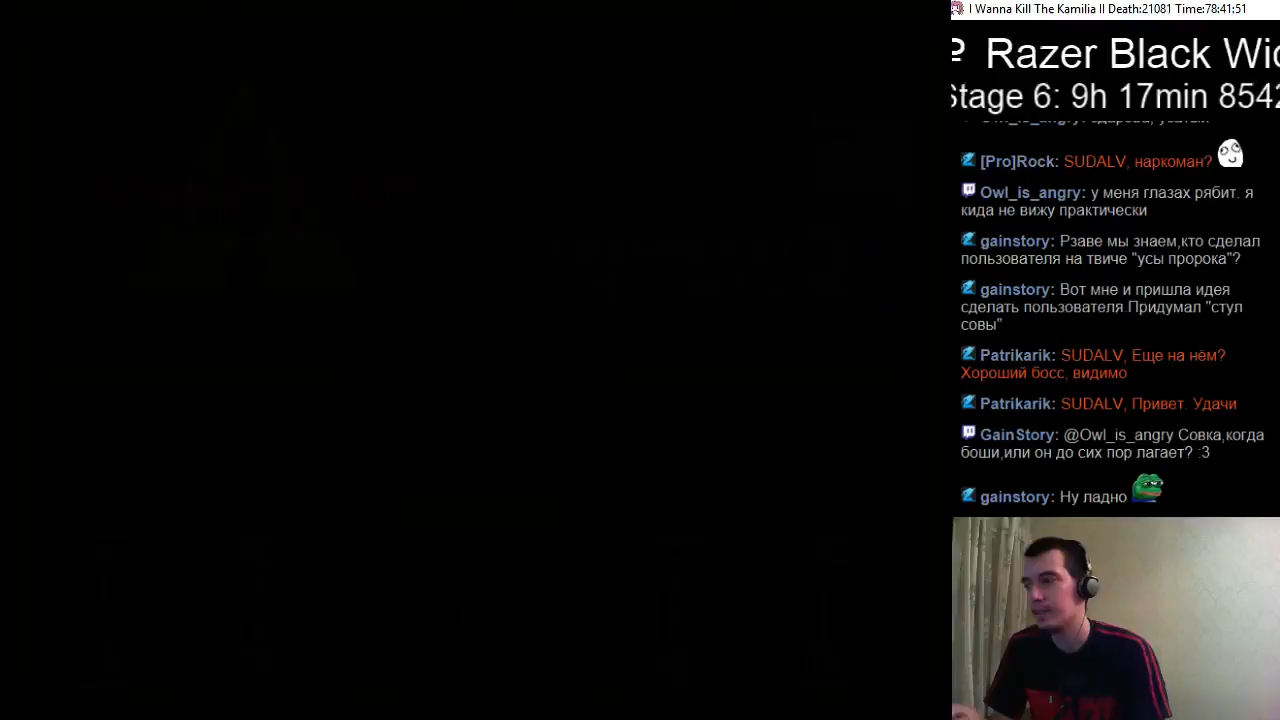 I Wanna Kill The Kamilia II Death:21081 Time:78:41:51
Razer Black Wid
Stage 6: 9h 17min 8542
[Pro]Rock: SUDALV, наркоман?
Owl_is_angry: у меня глазах рябит. я
кида не вижу практически
gainstory: Рзаве мы знаем,кто сделал
пользователя на твиче "усы пророка"?
gainstory: Вот мне и пришла идея
сделать пользователя.Придумал "стул
совы"
Patrikarik: SUDALV, Еще на нём?
Хороший босс, видимо
Patrikarik: SUDALV, Привет. Удачи
GainStory: @Owl_is_angry Совка,когда
боши,или он до сих пор лагает? :3
gainstory: Ну ладно